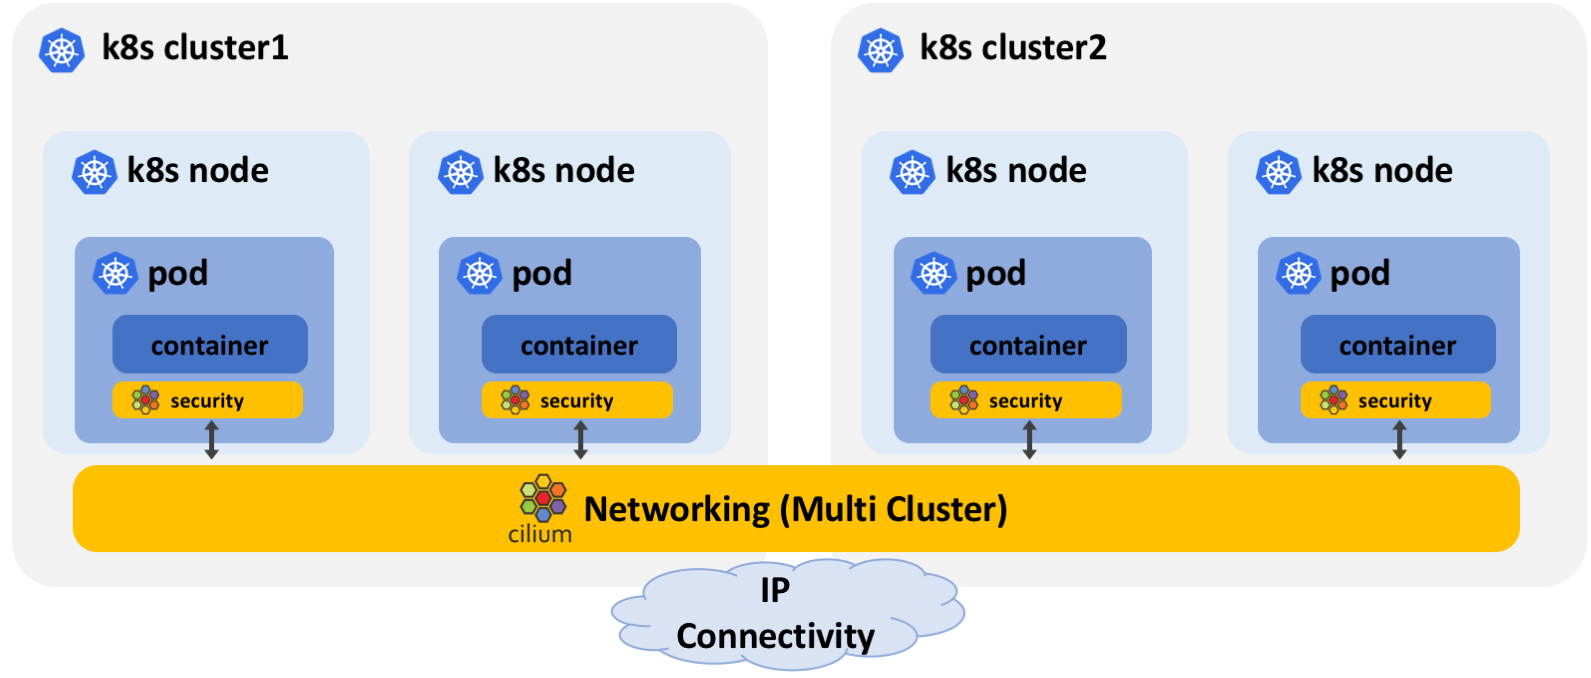 k8s cluster1
k8s cluster2
k8s node
k8s node
k8s node
k8s node
pod
pod
pod
pod
container
container
container
container
security
security
security
security
cilium
Networking (Multi Cluster)
IP
Connectivity